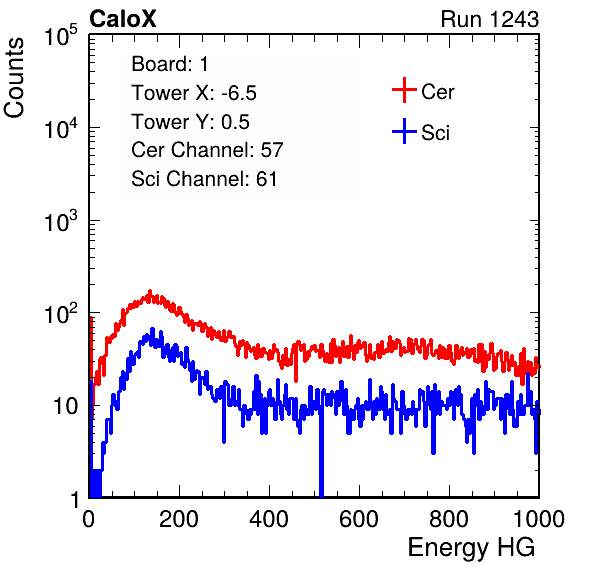 CaloX Run 1243
Counts
10^5
10^4
10^3
10^2
10
1
Board: 1
Tower X: -6.5
Tower Y: 0.5
Cer Channel: 57
Sci Channel: 61
Cer
Sci
0 200 400 600 800 1000
Energy HG